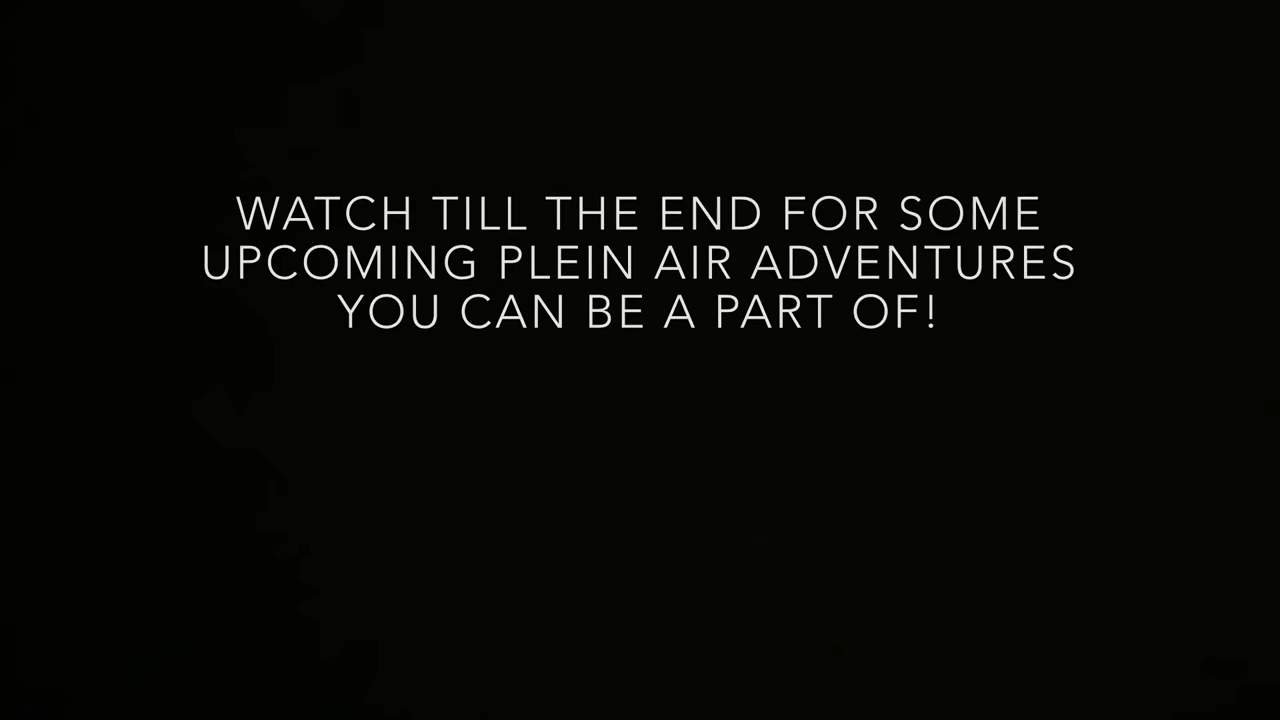 WATCH TILL THE END FOR SOME
UPCOMING PLEIN AIR ADVENTURES
YOU CAN BE A PART OF!